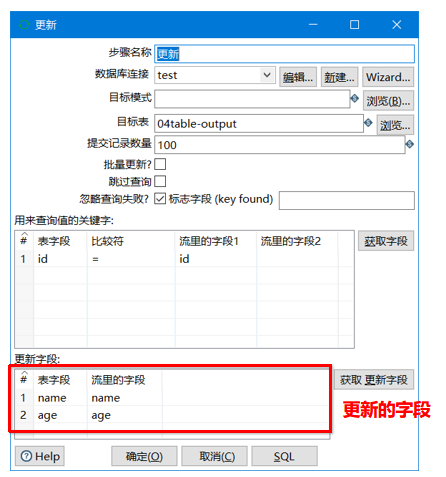 更新
步骤名称 更新
数据库连接 test 编辑... 新建... Wizard...
目标模式 浏览(B)...
目标表 04table-output 浏览...
提交记录数量 100
批量更新?
跳过查询
忽略查询失败? 标志字段 (key found)
用来查询值的关键字:
# 表字段 比较符 流里的字段1 流里的字段2 获取字段
1 id = id
更新字段:
# 表字段 流里的字段 获取 更新字段
1 name name
2 age age
更新的字段
Help 确定(O) 取消(C) SQL